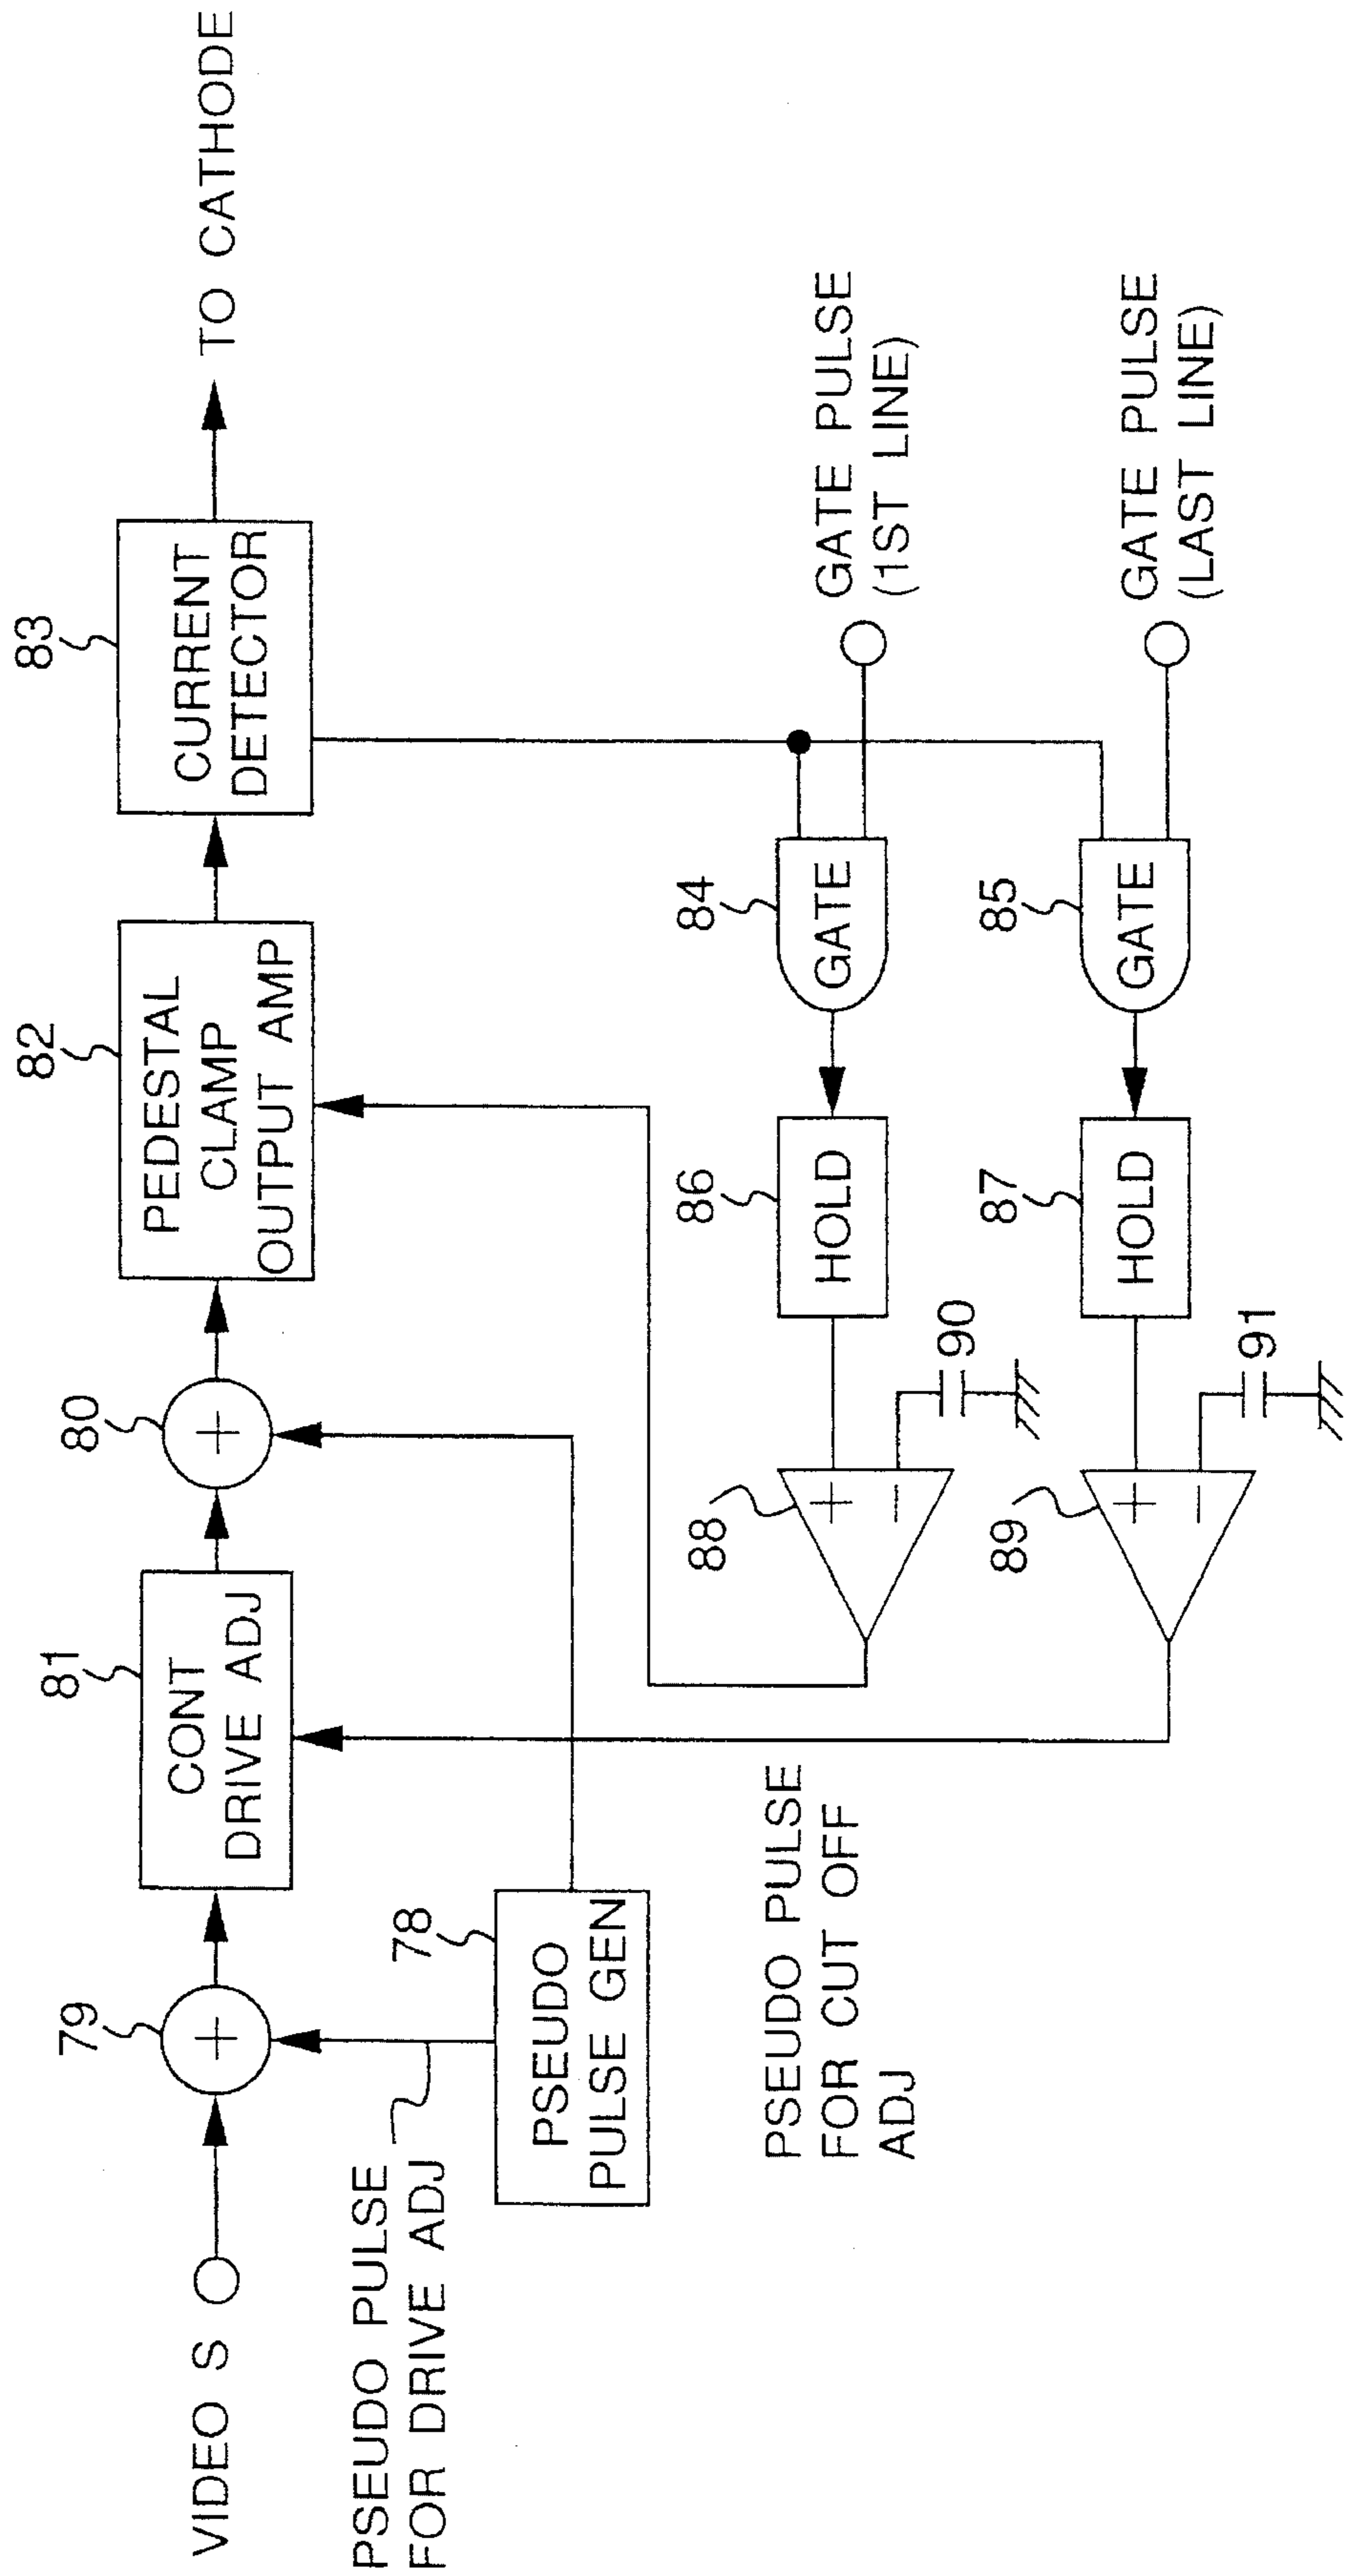 VIDEO S
79
81
CONT
DRIVE ADJ
80
82
PEDESTAL
CLAMP
OUTPUT AMP
83
CURRENT
DETECTOR
TO CATHODE
PSEUDO PULSE
FOR DRIVE ADJ
78
PSEUDO
PULSE GEN
PSEUDO PULSE
FOR CUT OFF
ADJ
88
+
−
90
86
HOLD
84
GATE
GATE PULSE
(1ST LINE)
89
+
−
91
87
HOLD
85
GATE
GATE PULSE
(LAST LINE)